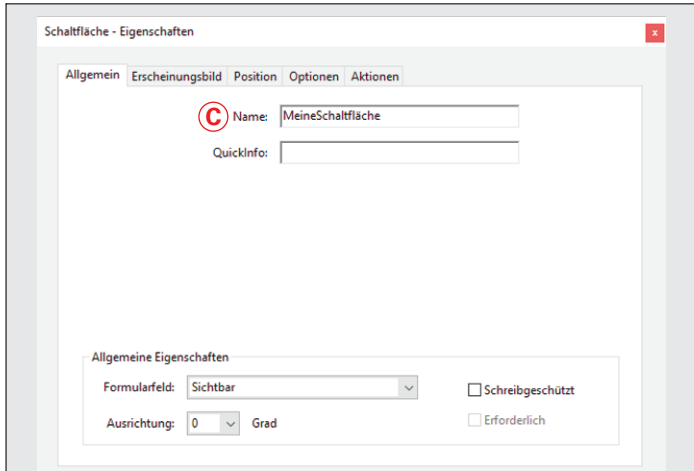 Schaltfläche - Eigenschaften x
Allgemein Erscheinungsbild Position Optionen Aktionen
C Name: MeineSchaltfläche
QuickInfo:
Allgemeine Eigenschaften
Formularfeld: Sichtbar Schreibgeschützt
Ausrichtung: 0 Grad Erforderlich